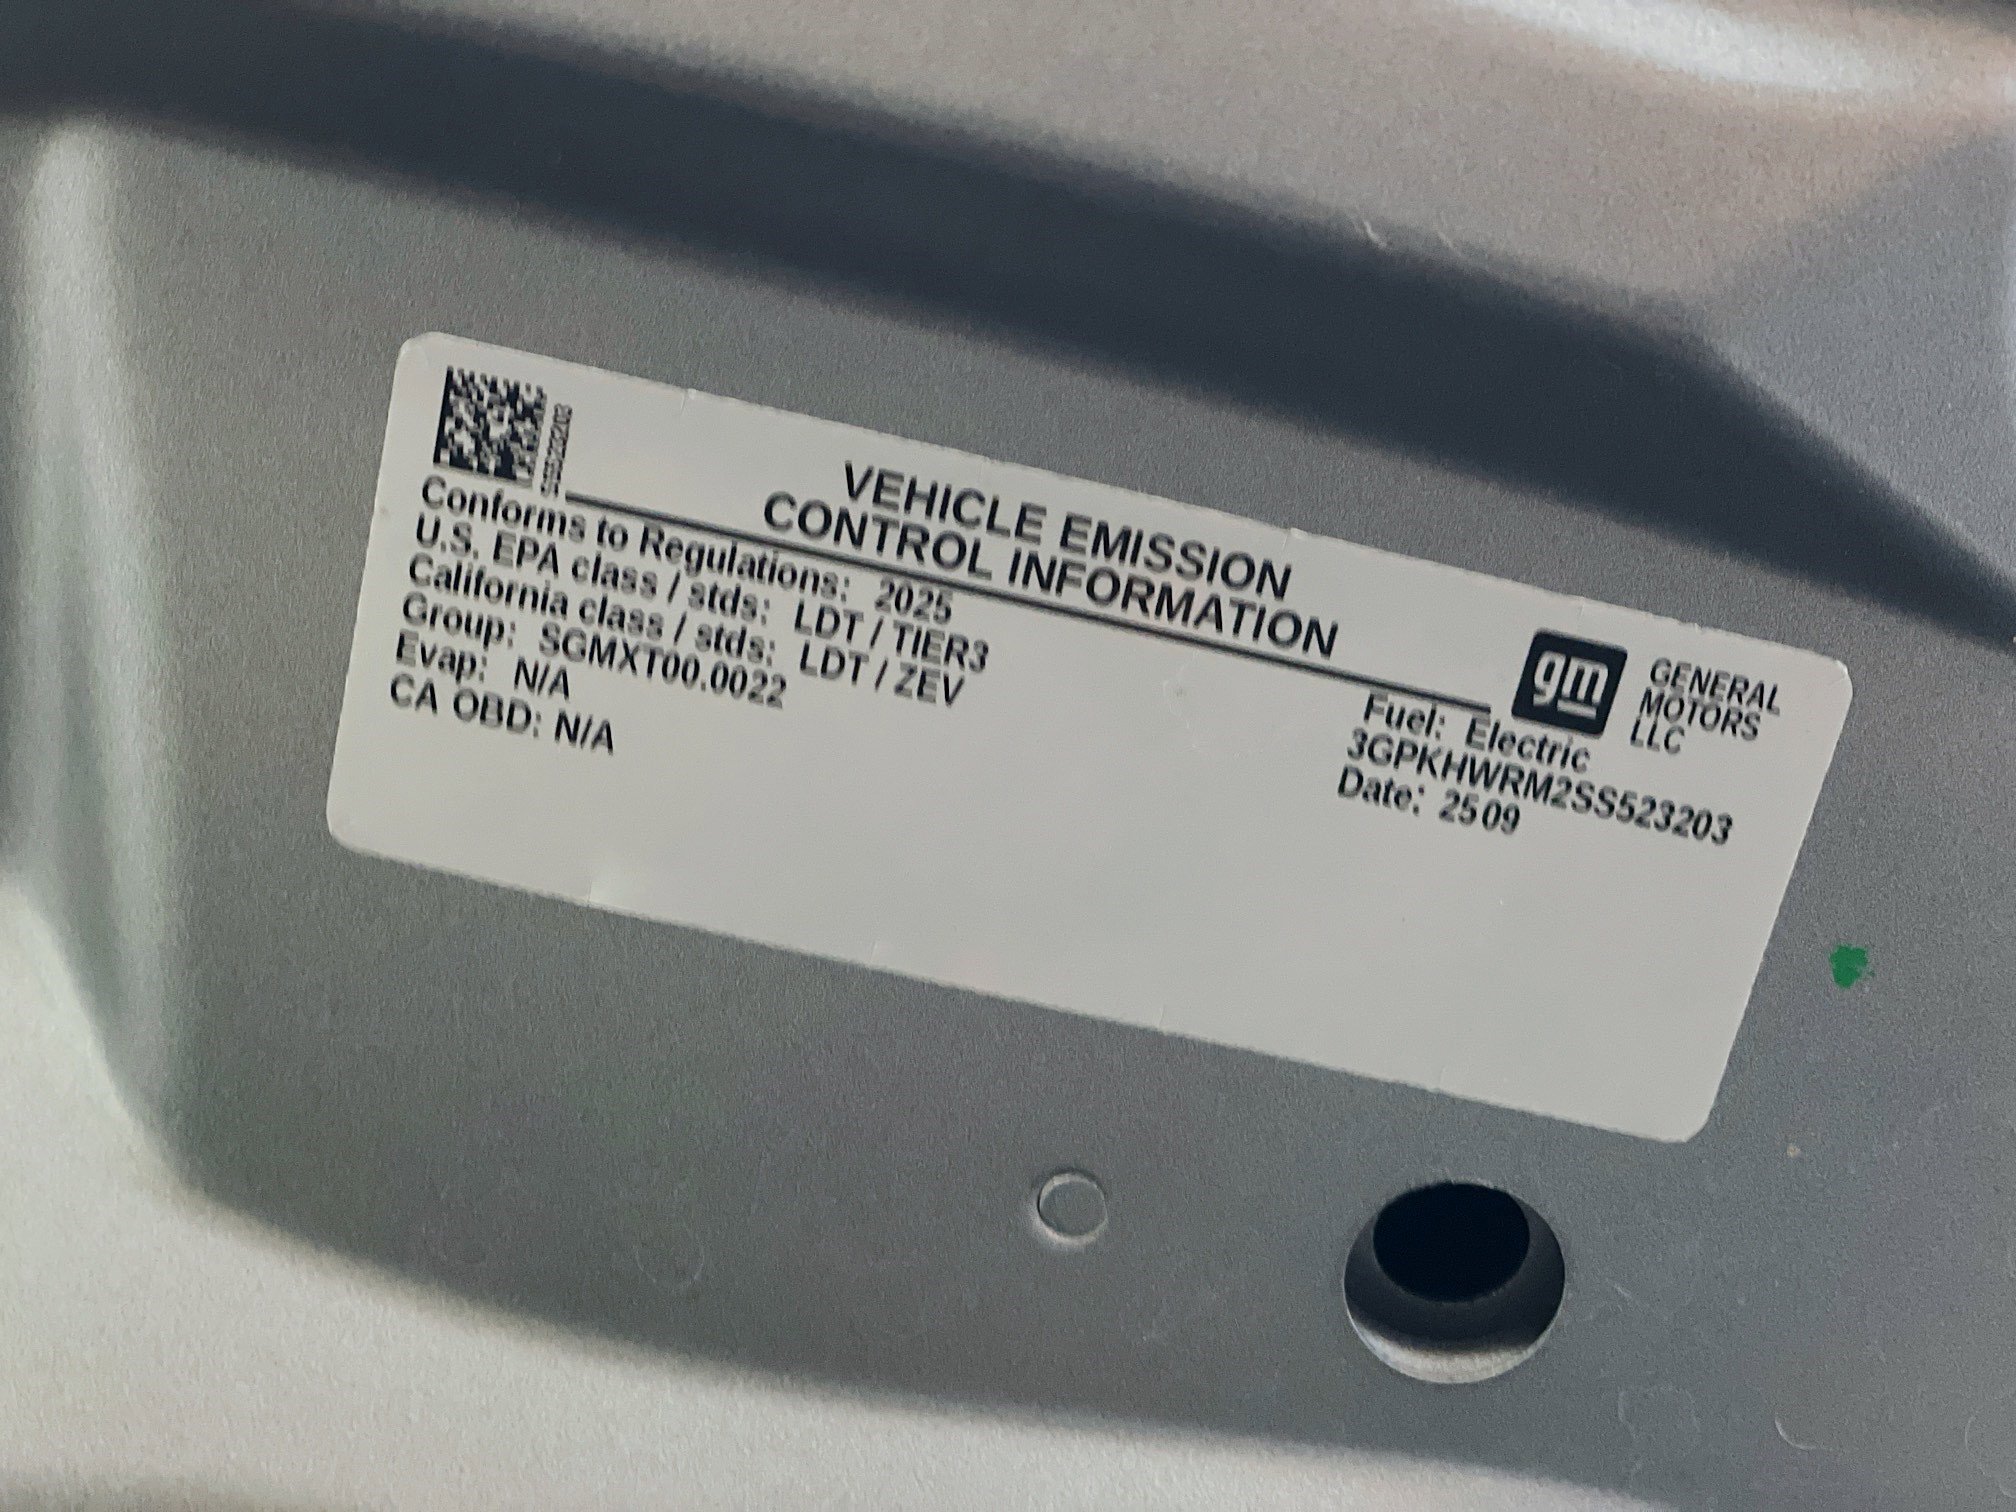 SS523203
VEHICLE EMISSION
CONTROL INFORMATION
gm
GENERAL
MOTORS
LLC
Conforms to Regulations: 2025
U.S. EPA class / stds: LDT / TIER3
California class / stds: LDT / ZEV
Group: SGMXT00.0022
Evap: N/A
CA OBD: N/A
Fuel: Electric
3GPKHWRM2SS523203
Date: 2509